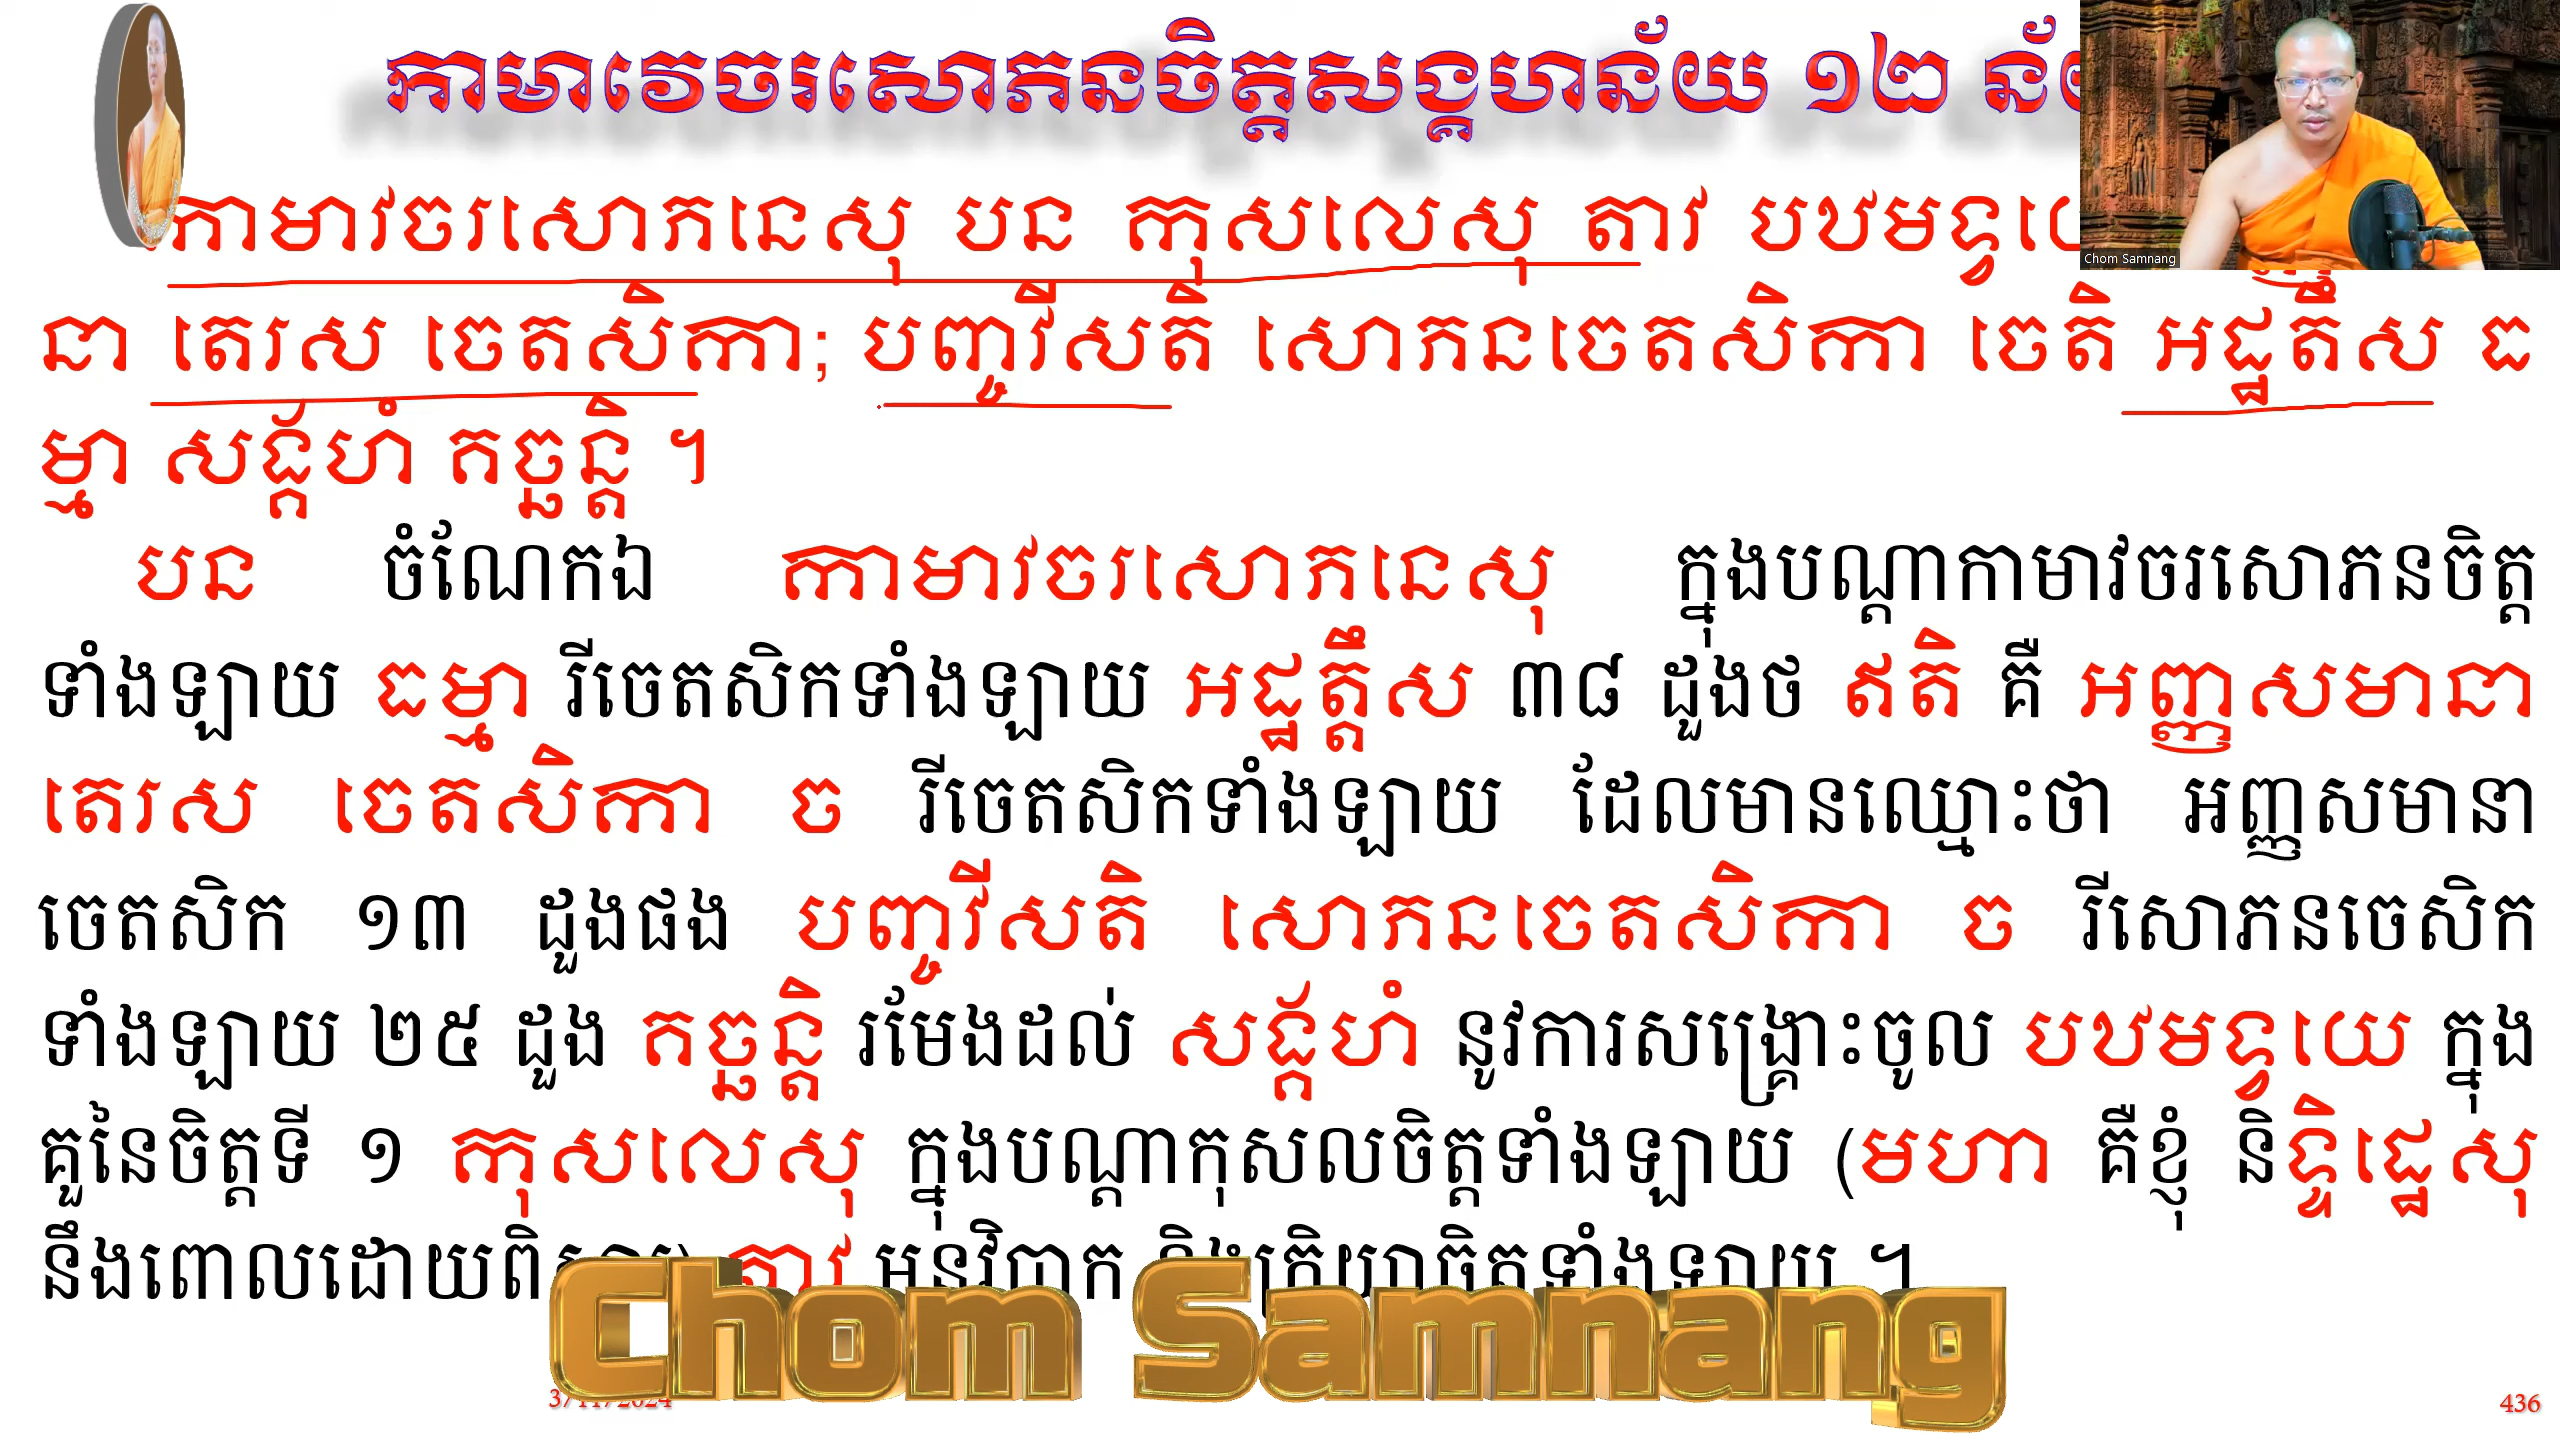 កាមាវេចរសោភនចិត្តសង្គហន័យ ១២
កាមាវចរសោភនេសុ បន កុសលេសុ តាវ
Chom Samnang
នា តេរស ចេតសិកា; បញ្ចវីសតិ សោភនចេតសិកា ចេតិ អដ្ឋតឹស ធ
ម្មា សង្គ័ហំ គច្ឆន្តិ ។
បន ចំណែកឯ កាមាវចរសោភនេសុ ក្នុងបណ្ដាកាមាវចរសោភនចិត្ត
ទាំងឡាយ ធម្មា រីចេតសិកទាំងឡាយ អដ្ឋត្តឹស ៣៨ ដួងថ ឥតិ គឺ អញ្ញសមានា
តេរស ចេតសិកា ច រីចេតសិកទាំងឡាយ ដែលមានឈ្មោះថា អញ្ញសមានា
ចេតសិក ១៣ ដួងផង បញ្ចវីសតិ សោភនចេតសិកា ច រីសោភនចេសិក
ទាំងឡាយ ២៥ ដួង គច្ឆន្តិ រមែងដល់ សង្គ័ហំ នូវការសង្គ្រោះចូល បឋមទ្វយេ ក្នុង
គួនៃចិត្តទី ១ កុសលេសុ ក្នុងបណ្ដាកុសលចិត្តទាំងឡាយ (មហា គឺខ្ញុំ និទ្ទិដ្ឋេសុ
នឹងពោលដោយ តាវ ។
Chom Samnang
436